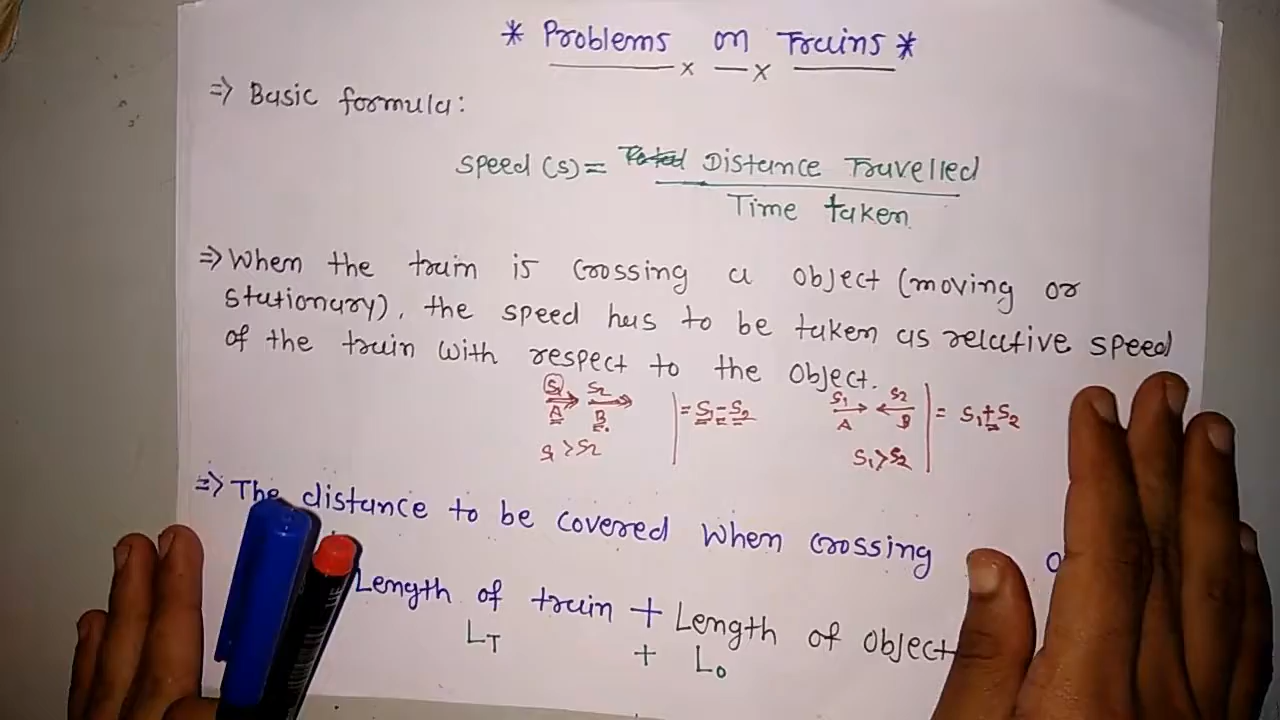 * Problems on Trains *
⇒ Basic formula:
Speed (s) = Distance Travelled
Time taken
⇒ When the train is crossing a object (moving or
stationary), the speed has to be taken as relative speed
of the train with respect to the object.
S1 S2
A B
S1 > S2
= S1 - S2
S1 S2
A B
S1 > S2
= S1 + S2
⇒ The distance to be covered when crossing
Length of train + Length of object
LT + LO